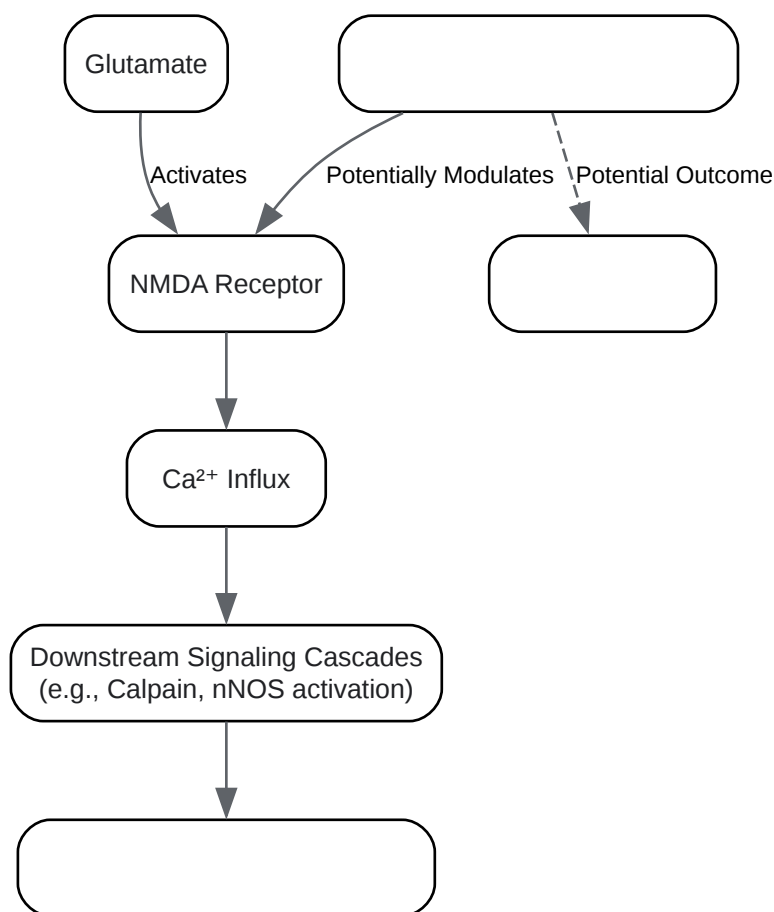 Glutamate
Activates
Potentially Modulates
Potential Outcome
NMDA Receptor
Ca²⁺ Influx
Downstream Signaling Cascades
(e.g., Calpain, nNOS activation)